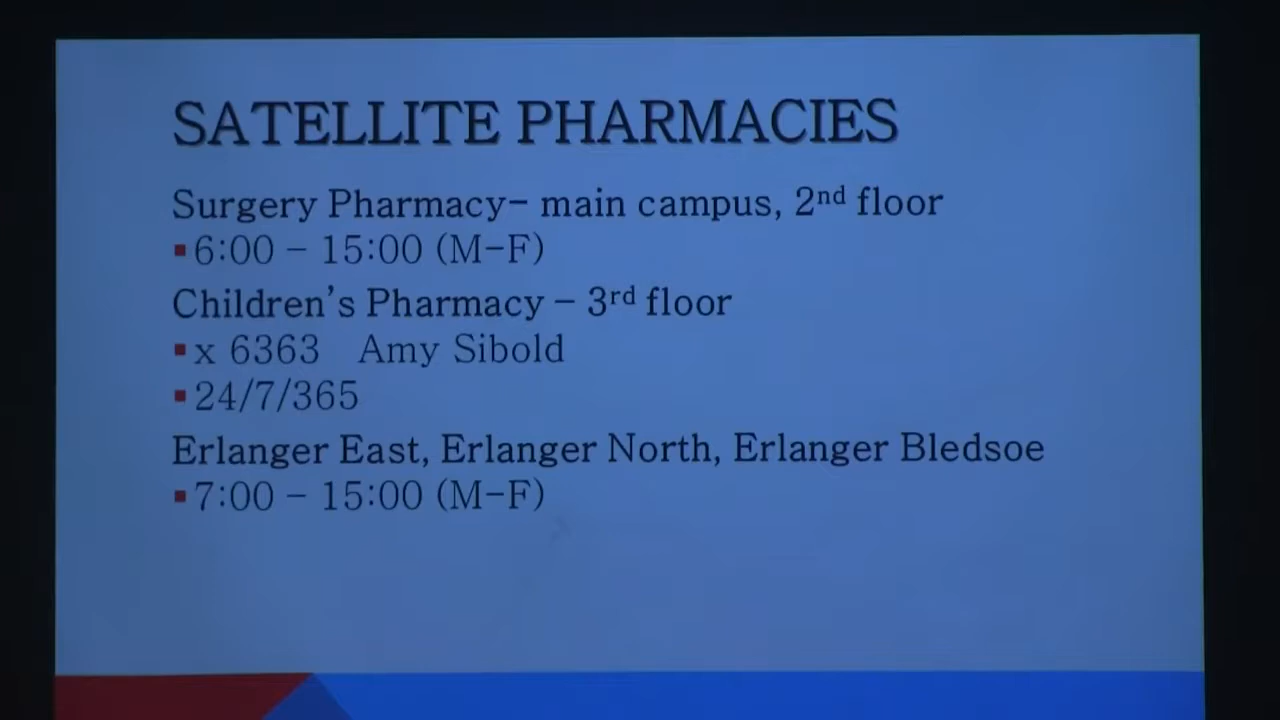 SATELLITE PHARMACIES
Surgery Pharmacy– main campus, 2nd floor
▪6:00 – 15:00 (M–F)
Children's Pharmacy – 3rd floor
▪x 6363   Amy Sibold
▪24/7/365
Erlanger East, Erlanger North, Erlanger Bledsoe
▪7:00 – 15:00 (M–F)